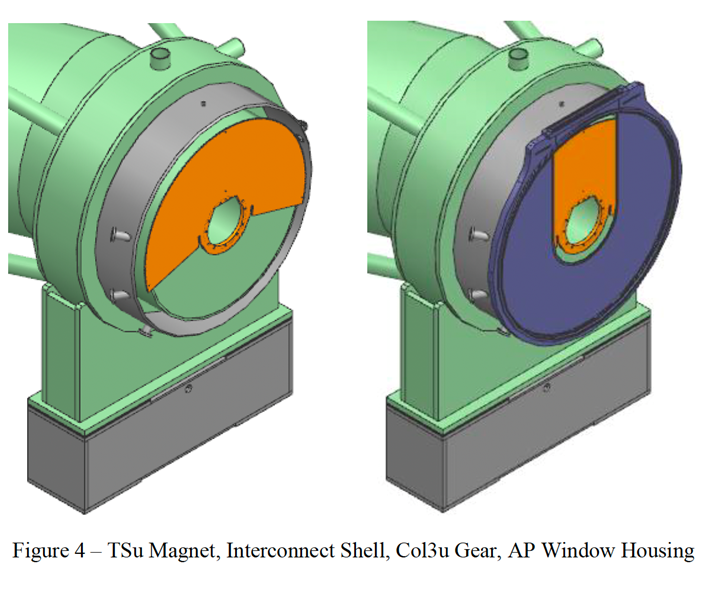 Figure 4 – TSu Magnet, Interconnect Shell, Col3u Gear, AP Window Housing